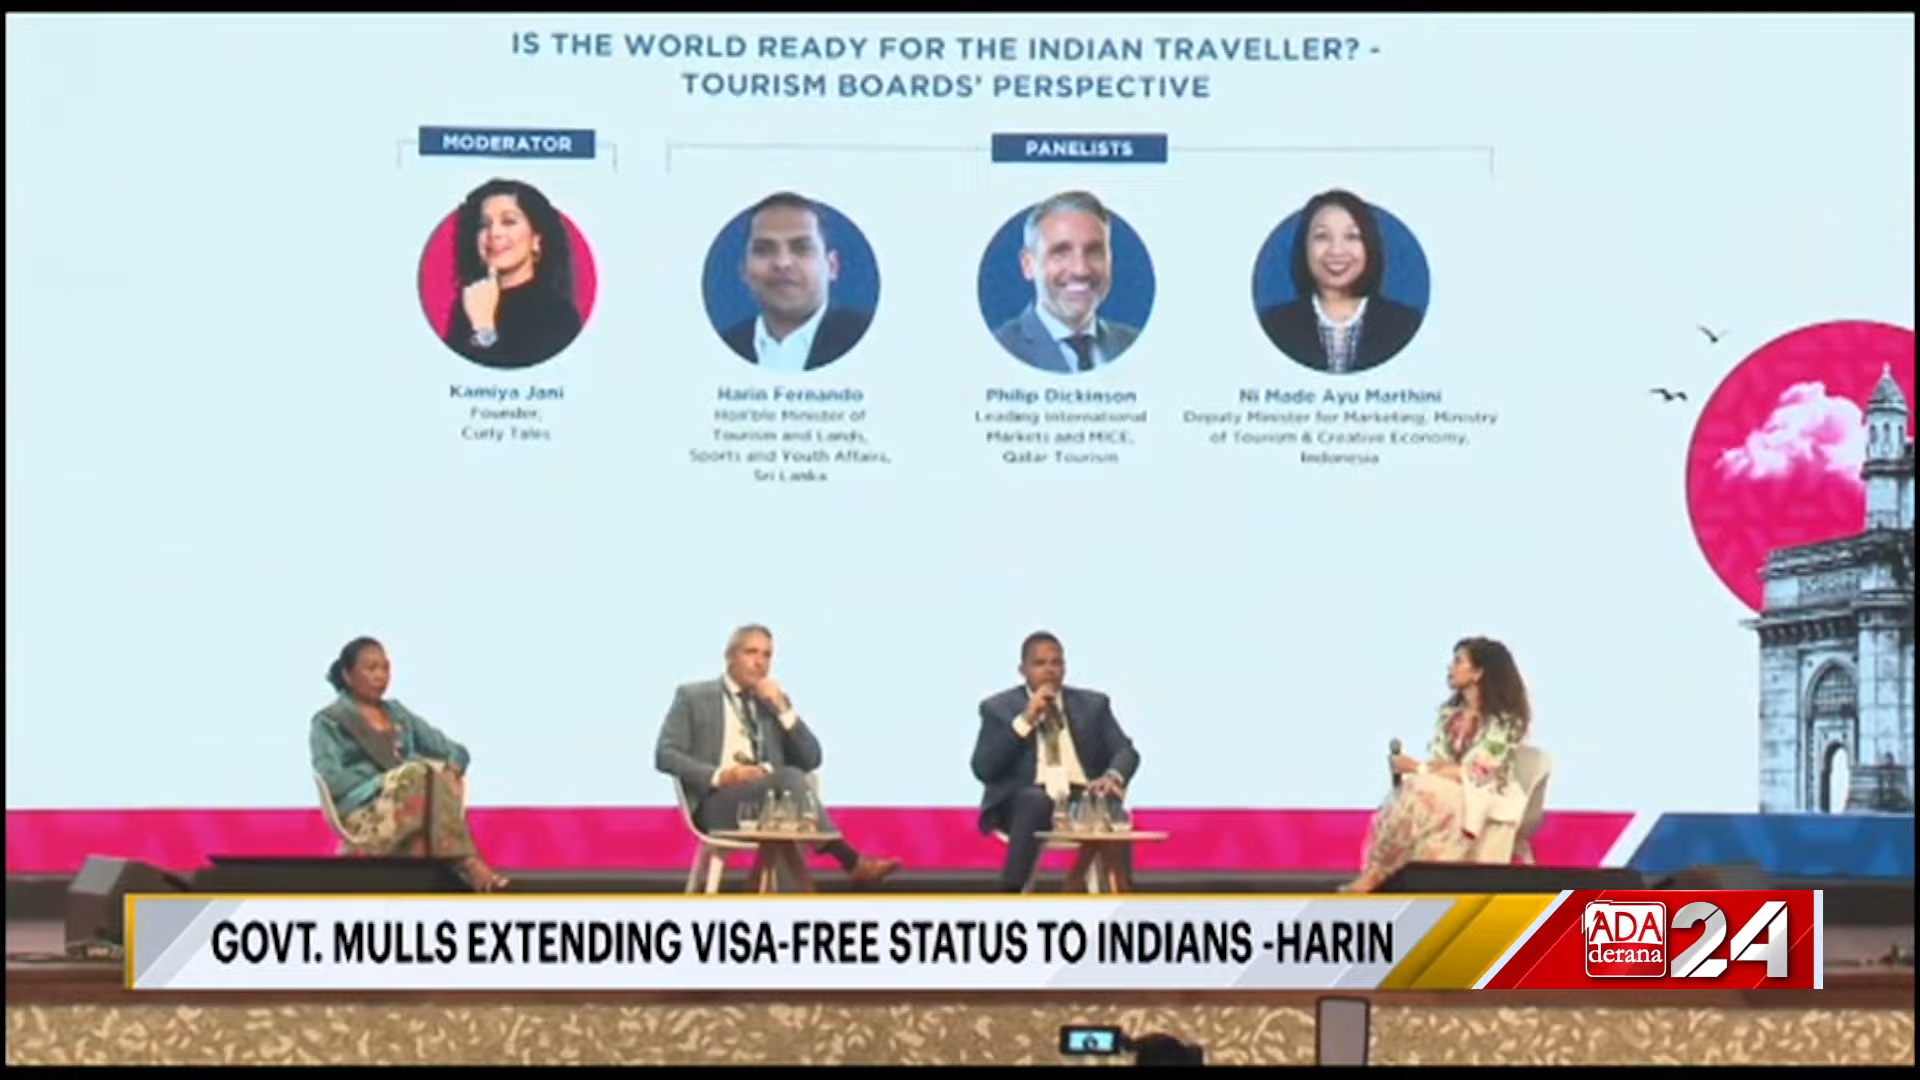 IS THE WORLD READY FOR THE INDIAN TRAVELLER? -
TOURISM BOARDS' PERSPECTIVE
MODERATOR
PANELISTS
Kamiya Jani
Founder,
Curly Tales
Harin Fernando
Hon'ble Minister of
Tourism and Lands,
Sports and Youth Affairs,
Sri Lanka
Philip Dickinson
Leading International
Markets and MICE,
Qatar Tourism
Ni Made Ayu Marthini
Deputy Minister for Marketing, Ministry
of Tourism & Creative Economy,
Indonesia
GOVT. MULLS EXTENDING VISA-FREE STATUS TO INDIANS -HARIN
ADA
derana
24